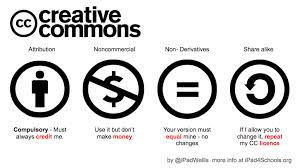 cc creative
commons
Attribution
Noncommercial
Non- Derivatives
Share alike
$
=
Compulsory - Must
always credit me.
Use it but don't
make money.
Your version must
equal mine - no
changes
If I allow you to
change it, repeat
my CC licence
by @iPadWells more info at iPad4Schools.org